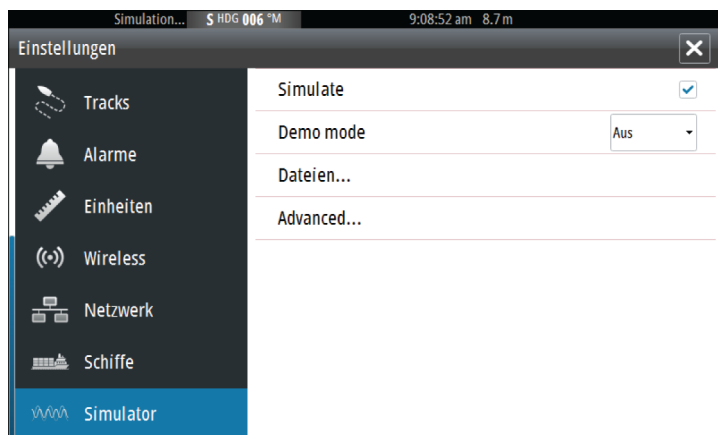 Simulation... S HDG 006 °M 9:08:52 am 8.7 m
Einstellungen
Tracks
Alarme
Einheiten
Wireless
Netzwerk
Schiffe
Simulator
Simulate
Demo mode Aus
Dateien...
Advanced...